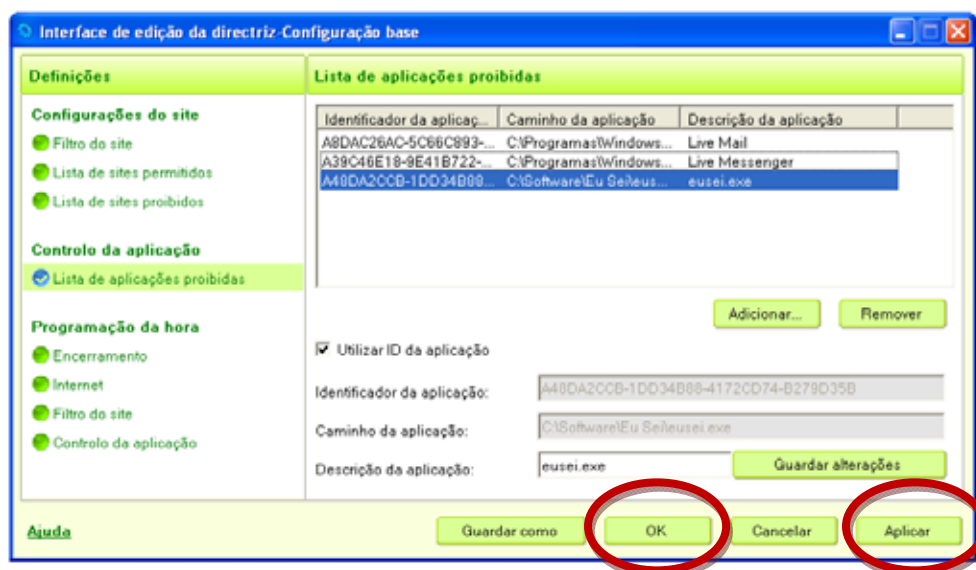 Interface de edição da directriz-Configuração base
Definições
Configurações do site
Filtro do site
Lista de sites permitidos
Lista de sites proibidos
Controlo da aplicação
Lista de aplicações proibidas
Programação da hora
Encerramento
Internet
Filtro do site
Controlo da aplicação
Lista de aplicações proibidas
Identificador da aplicaç... Caminho da aplicação Descrição da aplicação
A8DAC26AC-5C66C893-... C:\Programas\Windows... Live Mail
A39C46E18-9E41B722-... C:\Programas\Windows... Live Messenger
A48DA2CCB-1DD34B88... C:\Software\Eu Sei\eus... eusei.exe
Adicionar... Remover
Utilizar ID da aplicação
Identificador da aplicação: A48DA2CCB-1DD34B88-4172CD74-B279D35B
Caminho da aplicação: C:\Software\Eu Sei\eusei.exe
Descrição da aplicação: eusei.exe Guardar alterações
Ajuda Guardar como OK Cancelar Aplicar